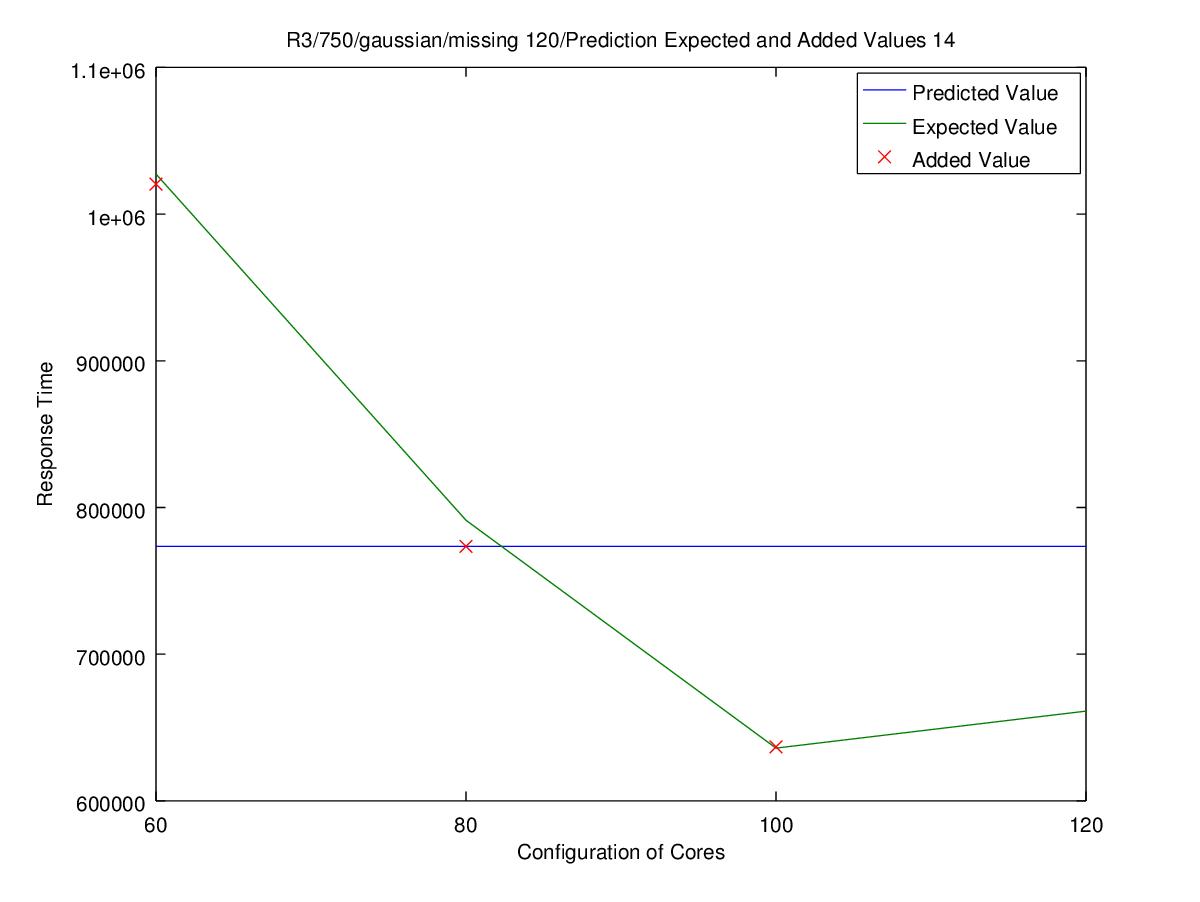 R3/750/gaussian/missing 120/Prediction Expected and Added Values 14
1.1e+06
1e+06
900000
800000
700000
600000
Response Time
Predicted Value
Expected Value
Added Value
60
80
100
120
Configuration of Cores